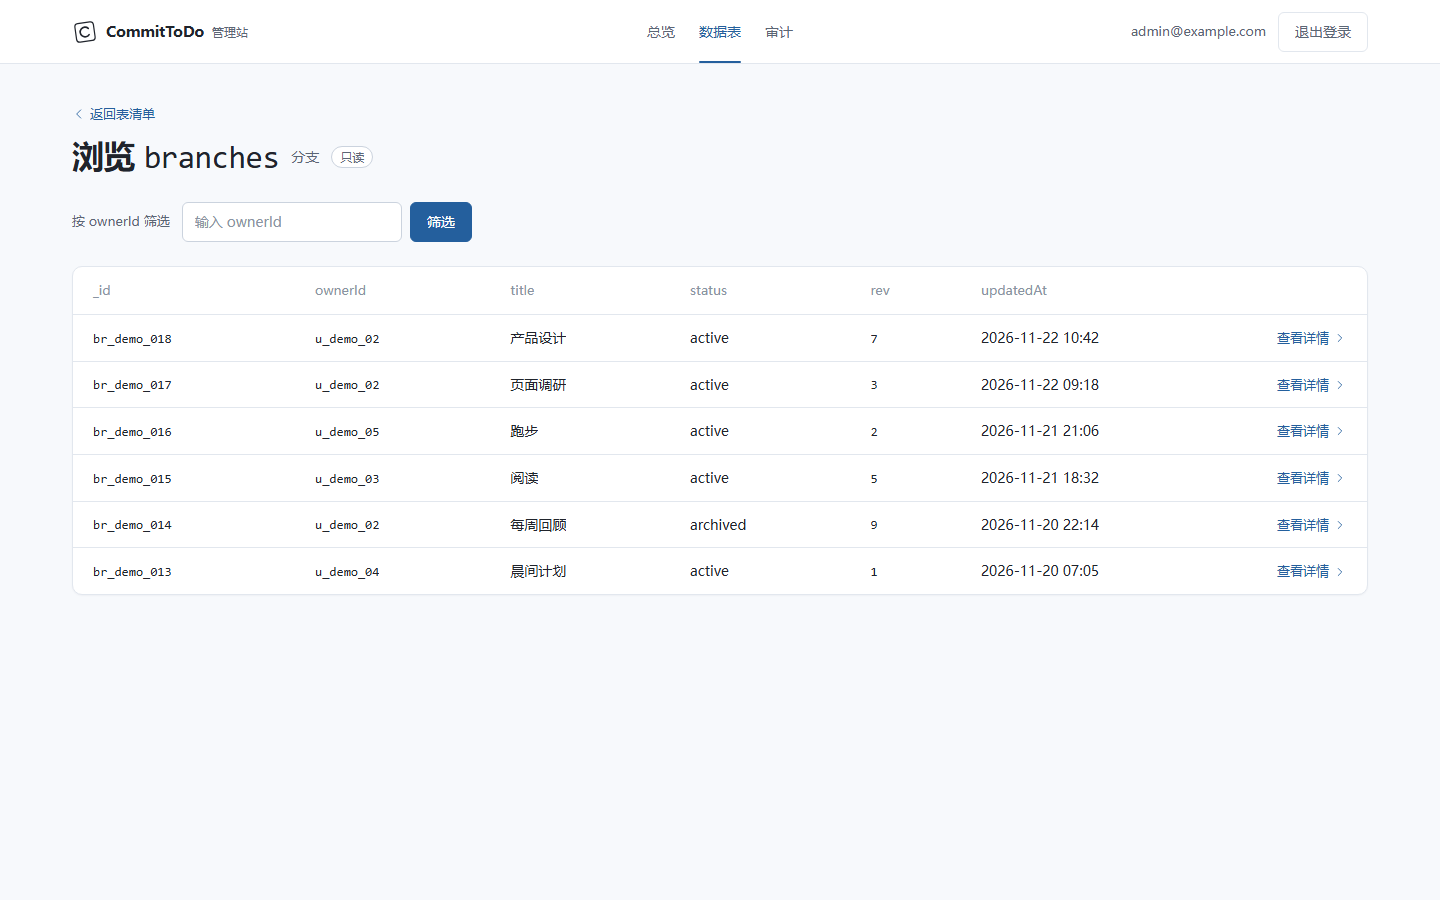 CommitToDo 管理站 总览 数据表 审计 admin@example.com 退出登录
返回表清单
浏览 branches 分支 只读
按 ownerId 筛选 输入 ownerId 筛选
_id ownerId title status rev updatedAt
br_demo_018 u_demo_02 产品设计 active 7 2026-11-22 10:42 查看详情
br_demo_017 u_demo_02 页面调研 active 3 2026-11-22 09:18 查看详情
br_demo_016 u_demo_05 跑步 active 2 2026-11-21 21:06 查看详情
br_demo_015 u_demo_03 阅读 active 5 2026-11-21 18:32 查看详情
br_demo_014 u_demo_02 每周回顾 archived 9 2026-11-20 22:14 查看详情
br_demo_013 u_demo_04 晨间计划 active 1 2026-11-20 07:05 查看详情